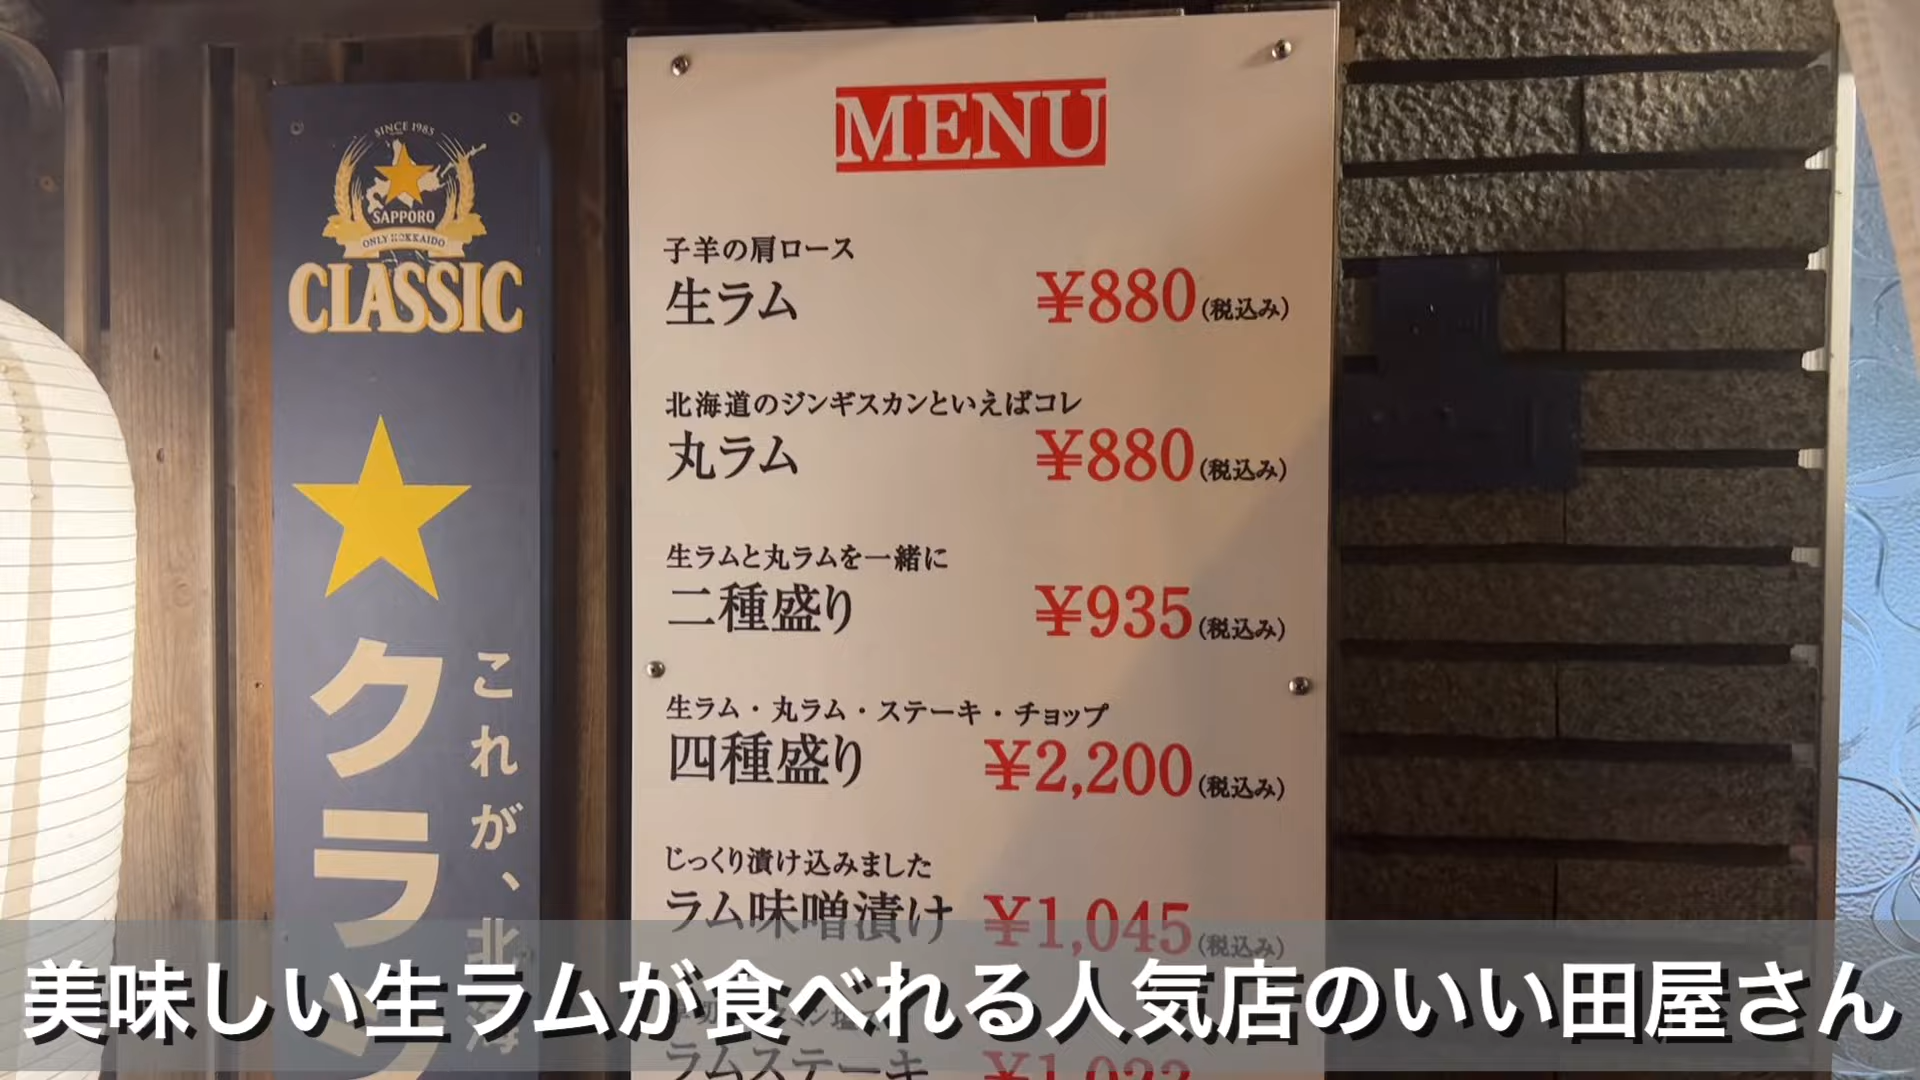 SINCE 1985
SAPPORO
ONLY HOKKAIDO
CLASSIC
★クラ
これが、北
MENU
子羊の肩ロース
生ラム ¥880(税込み)
北海道のジンギスカンといえばコレ
丸ラム ¥880(税込み)
生ラムと丸ラムを一緒に
二種盛り ¥935(税込み)
生ラム・丸ラム・ステーキ・チョップ
四種盛り ¥2,200(税込み)
じっくり漬け込みました
ラム味噌漬け ¥1,045(税込み)
ラムステーキ
美味しい生ラムが食べれる人気店のいい田屋さん